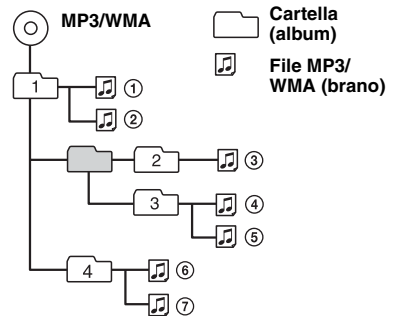 MP3/WMA
Cartella
(album)
File MP3/
WMA (brano)
1
①
②
2
③
3
④
⑤
4
⑥
⑦